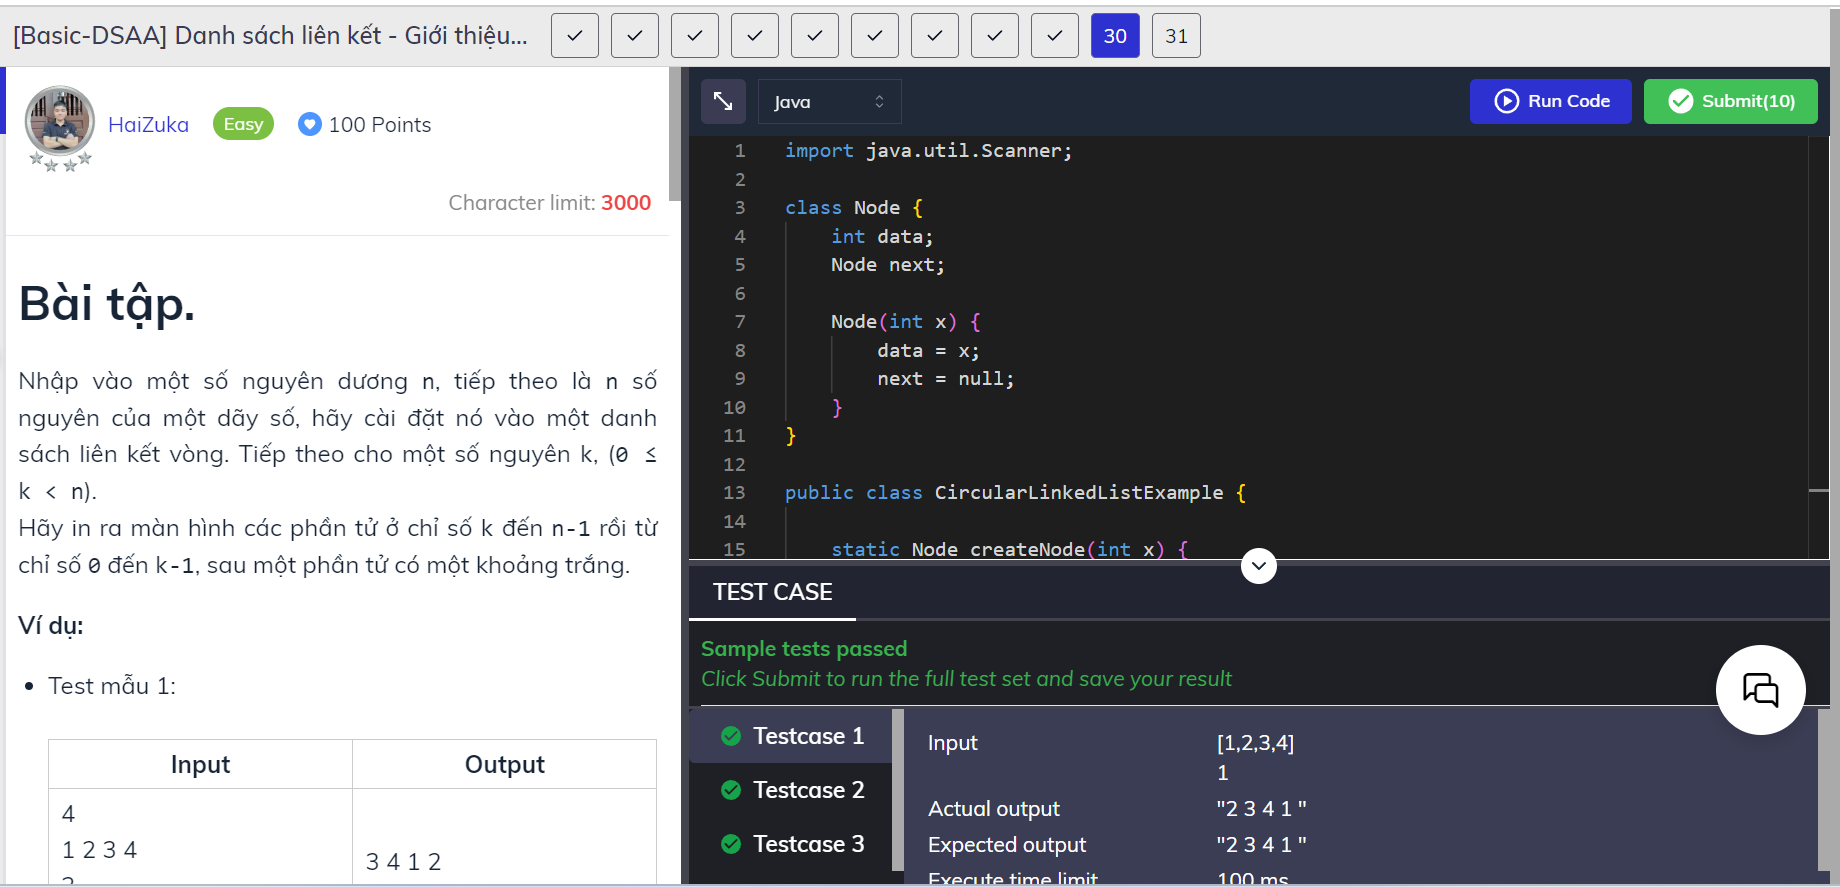 [Basic-DSAA] Danh sách liên kết - Giới thiệu...
30
31
HaiZuka
Easy
100 Points
Character limit: 3000
Bài tập.
Nhập vào một số nguyên dương n, tiếp theo là n số
nguyên của một dãy số, hãy cài đặt nó vào một danh
sách liên kết vòng. Tiếp theo cho một số nguyên k, (0 ≤
k < n).
Hãy in ra màn hình các phần tử ở chỉ số k đến n-1 rồi từ
chỉ số 0 đến k-1, sau một phần tử có một khoảng trắng.
Ví dụ:
Test mẫu 1:
Input
Output
4
1 2 3 4
3 4 1 2
Java
Run Code
Submit(10)
1 import java.util.Scanner;
2
3 class Node {
4 int data;
5 Node next;
6
7 Node(int x) {
8 data = x;
9 next = null;
10 }
11 }
12
13 public class CircularLinkedListExample {
14
15 static Node createNode(int x) {
TEST CASE
Sample tests passed
Click Submit to run the full test set and save your result
Testcase 1
Testcase 2
Testcase 3
Input
[1,2,3,4]
1
Actual output
"2 3 4 1 "
Expected output
"2 3 4 1 "
Execute time limit
100 ms